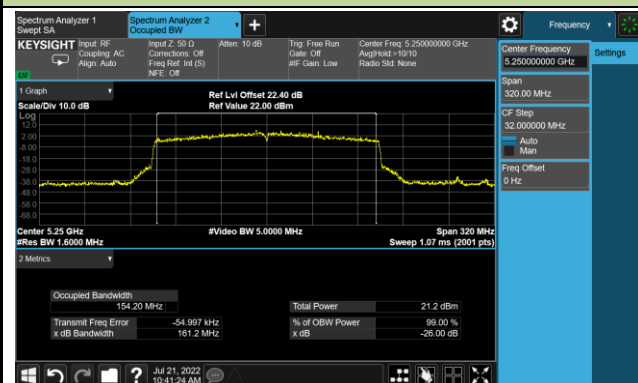 Spectrum Analyzer 1
Swept SA
Spectrum Analyzer 2
Occupied BW
Frequency
KEYSIGHT
Input: RF
Coupling: AC
Align: Auto
Input Z: 50 Ω
Corrections: Off
Freq Ref: Int (S)
NFE: Off
Atten: 10 dB
Trig: Free Run
Gate: Off
#IF Gain: Low
Center Freq: 5.250000000 GHz
Avg|Hold:>10/10
Radio Std: None
Center Frequency
5.250000000 GHz
Settings
Span
320.00 MHz
CF Step
32.000000 MHz
Auto
Man
Freq Offset
0 Hz
1 Graph
Scale/Div 10.0 dB
Ref Lvl Offset 22.40 dB
Ref Value 22.00 dBm
Log
12.0
2.00
-8.00
-18.0
-28.0
-38.0
-48.0
-58.0
-68.0
Center 5.25 GHz
#Res BW 1.6000 MHz
#Video BW 5.0000 MHz
Span 320 MHz
Sweep 1.07 ms (2001 pts)
2 Metrics
Occupied Bandwidth
154.20 MHz
Total Power 21.2 dBm
Transmit Freq Error -54.997 kHz
% of OBW Power 99.00 %
x dB Bandwidth 161.2 MHz
x dB -26.00 dB
Jul 21, 2022
10:41:24 AM